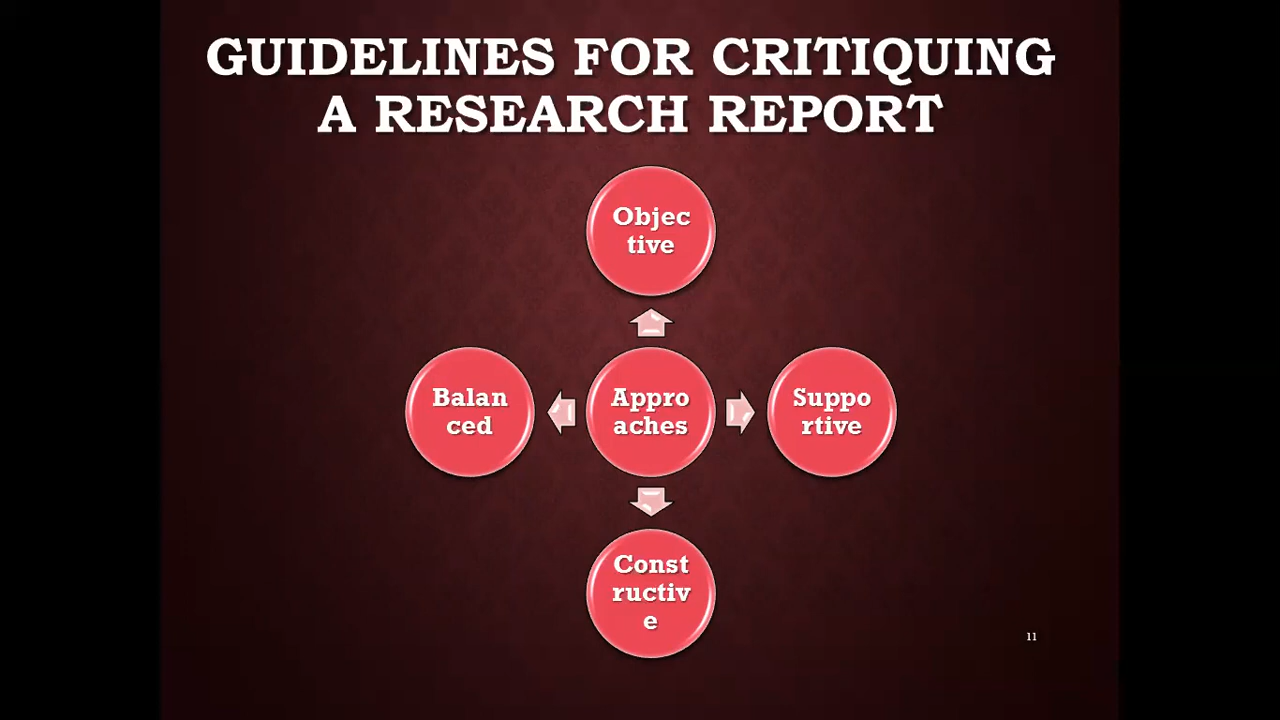 GUIDELINES FOR CRITIQUING
A RESEARCH REPORT
Objec
tive
Balan
ced
Appro
aches
Suppo
rtive
Const
ructiv
e
11